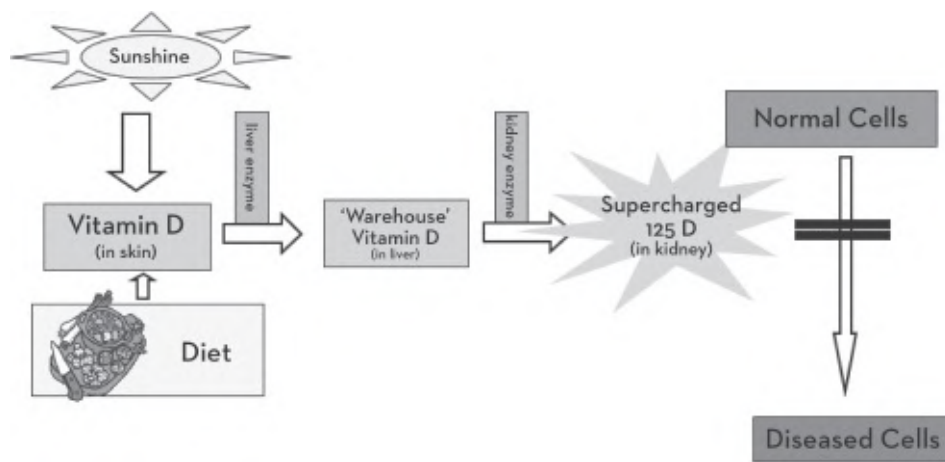 Sunshine
liver enzyme
kidney enzyme
Normal Cells
Vitamin D
(in skin)
'Warehouse'
Vitamin D
(in liver)
Supercharged
125 D
(in kidney)
Diet
Diseased Cells